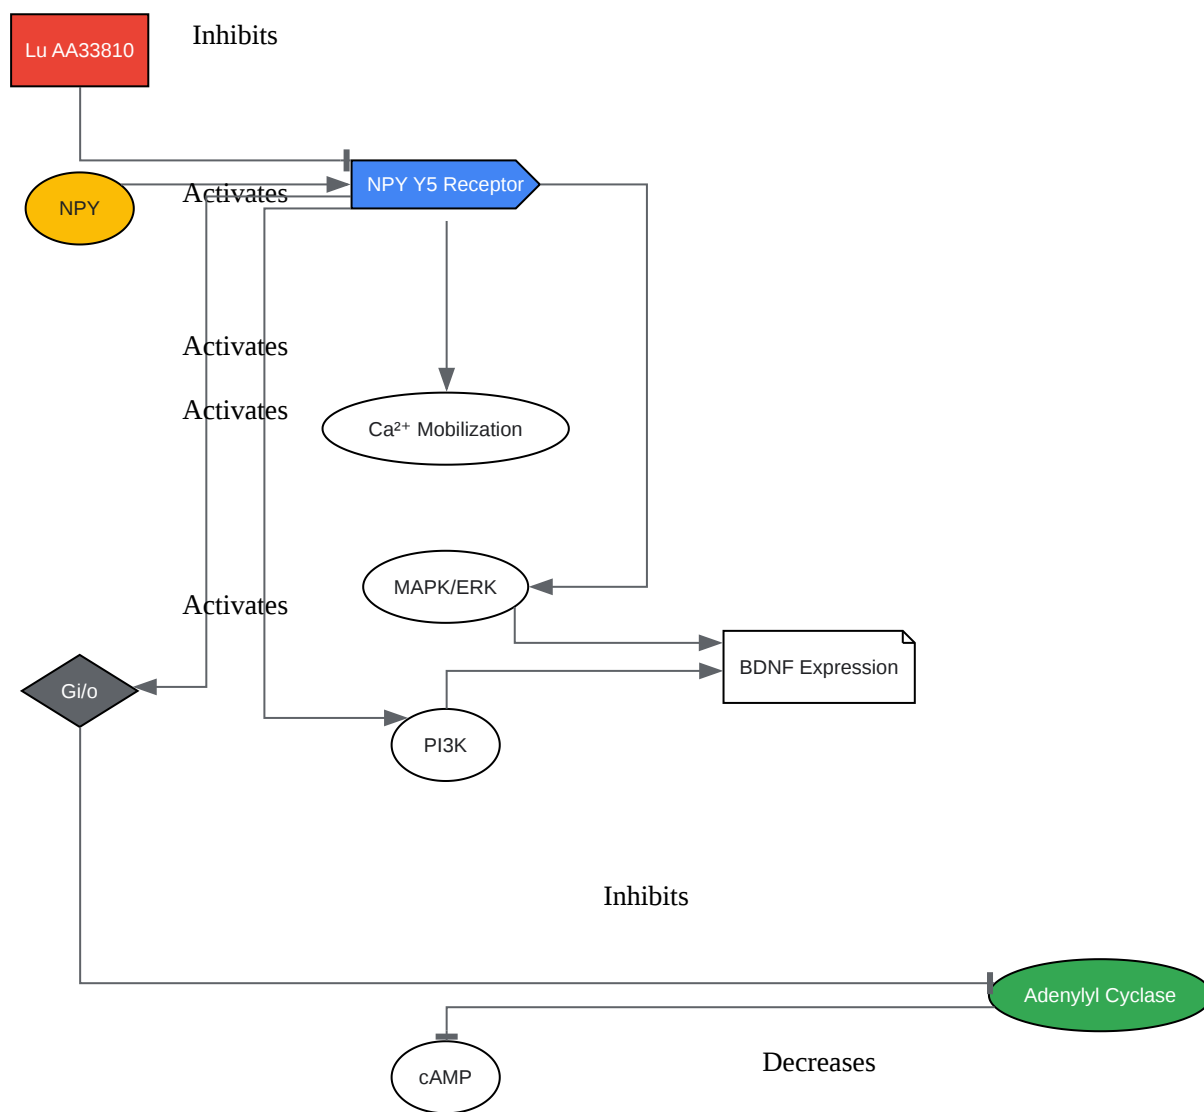 Lu AA33810
Inhibits
NPY Y5 Receptor
Activates
NPY
Activates
Activates
Ca²⁺ Mobilization
MAPK/ERK
Activates
BDNF Expression
Gi/o
PI3K
Inhibits
Adenylyl Cyclase
Decreases
cAMP